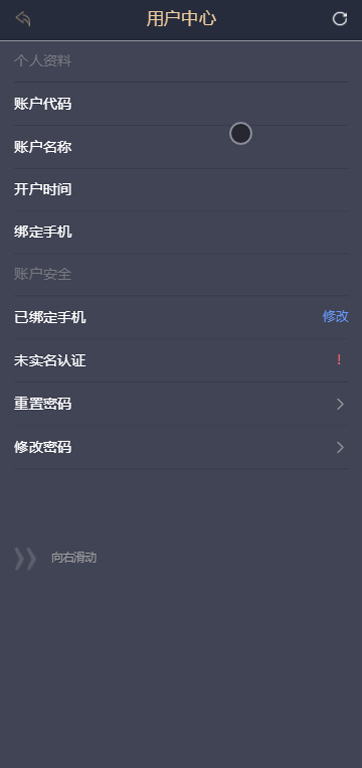 用户中心
个人资料
账户代码
账户名称
开户时间
绑定手机
账户安全
已绑定手机 修改
未实名认证 !
重置密码
修改密码
向右滑动